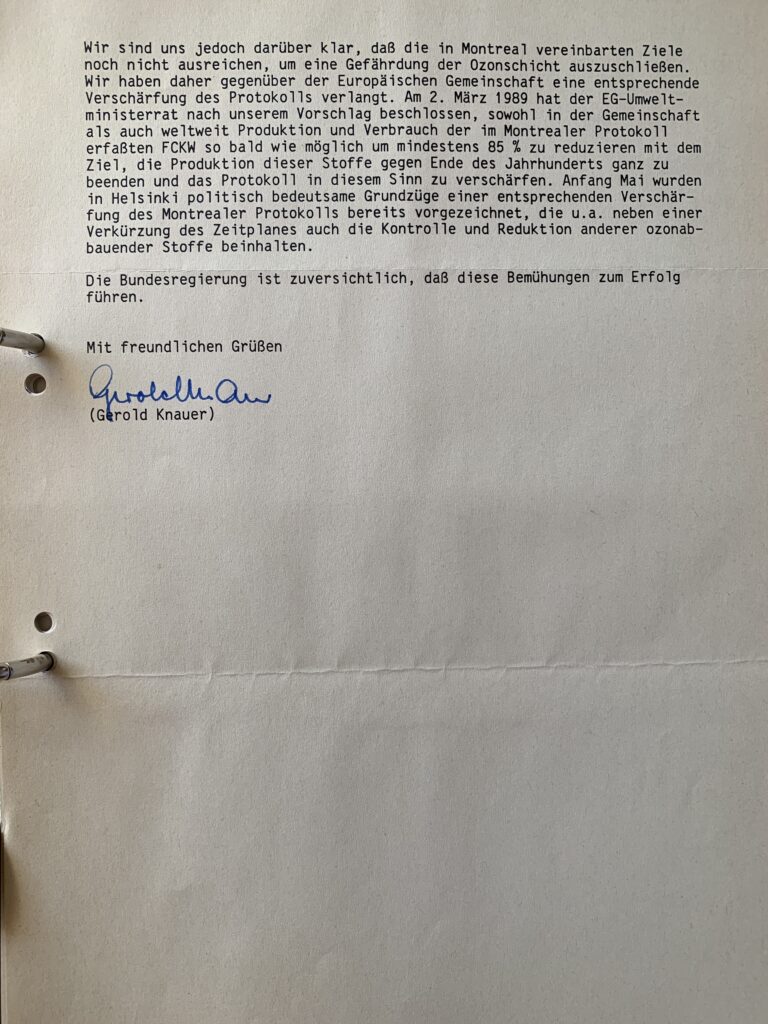 Wir sind uns jedoch darüber klar, daß die in Montreal vereinbarten Ziele
noch nicht ausreichen, um eine Gefährdung der Ozonschicht auszuschließen.
Wir haben daher gegenüber der Europäischen Gemeinschaft eine entsprechende
Verschärfung des Protokolls verlangt. Am 2. März 1989 hat der EG-Umwelt-
ministerrat nach unserem Vorschlag beschlossen, sowohl in der Gemeinschaft
als auch weltweit Produktion und Verbrauch der im Montrealer Protokoll
erfaßten FCKW so bald wie möglich um mindestens 85 % zu reduzieren mit dem
Ziel, die Produktion dieser Stoffe gegen Ende des Jahrhunderts ganz zu
beenden und das Protokoll in diesem Sinn zu verschärfen. Anfang Mai wurden
in Helsinki politisch bedeutsame Grundzüge einer entsprechenden Verschär-
fung des Montrealer Protokolls bereits vorgezeichnet, die u.a. neben einer
Verkürzung des Zeitplanes auch die Kontrolle und Reduktion anderer ozonab-
bauender Stoffe beinhalten.
Die Bundesregierung ist zuversichtlich, daß diese Bemühungen zum Erfolg
führen.
Mit freundlichen Grüßen
Gerold Knauer
(Gerold Knauer)